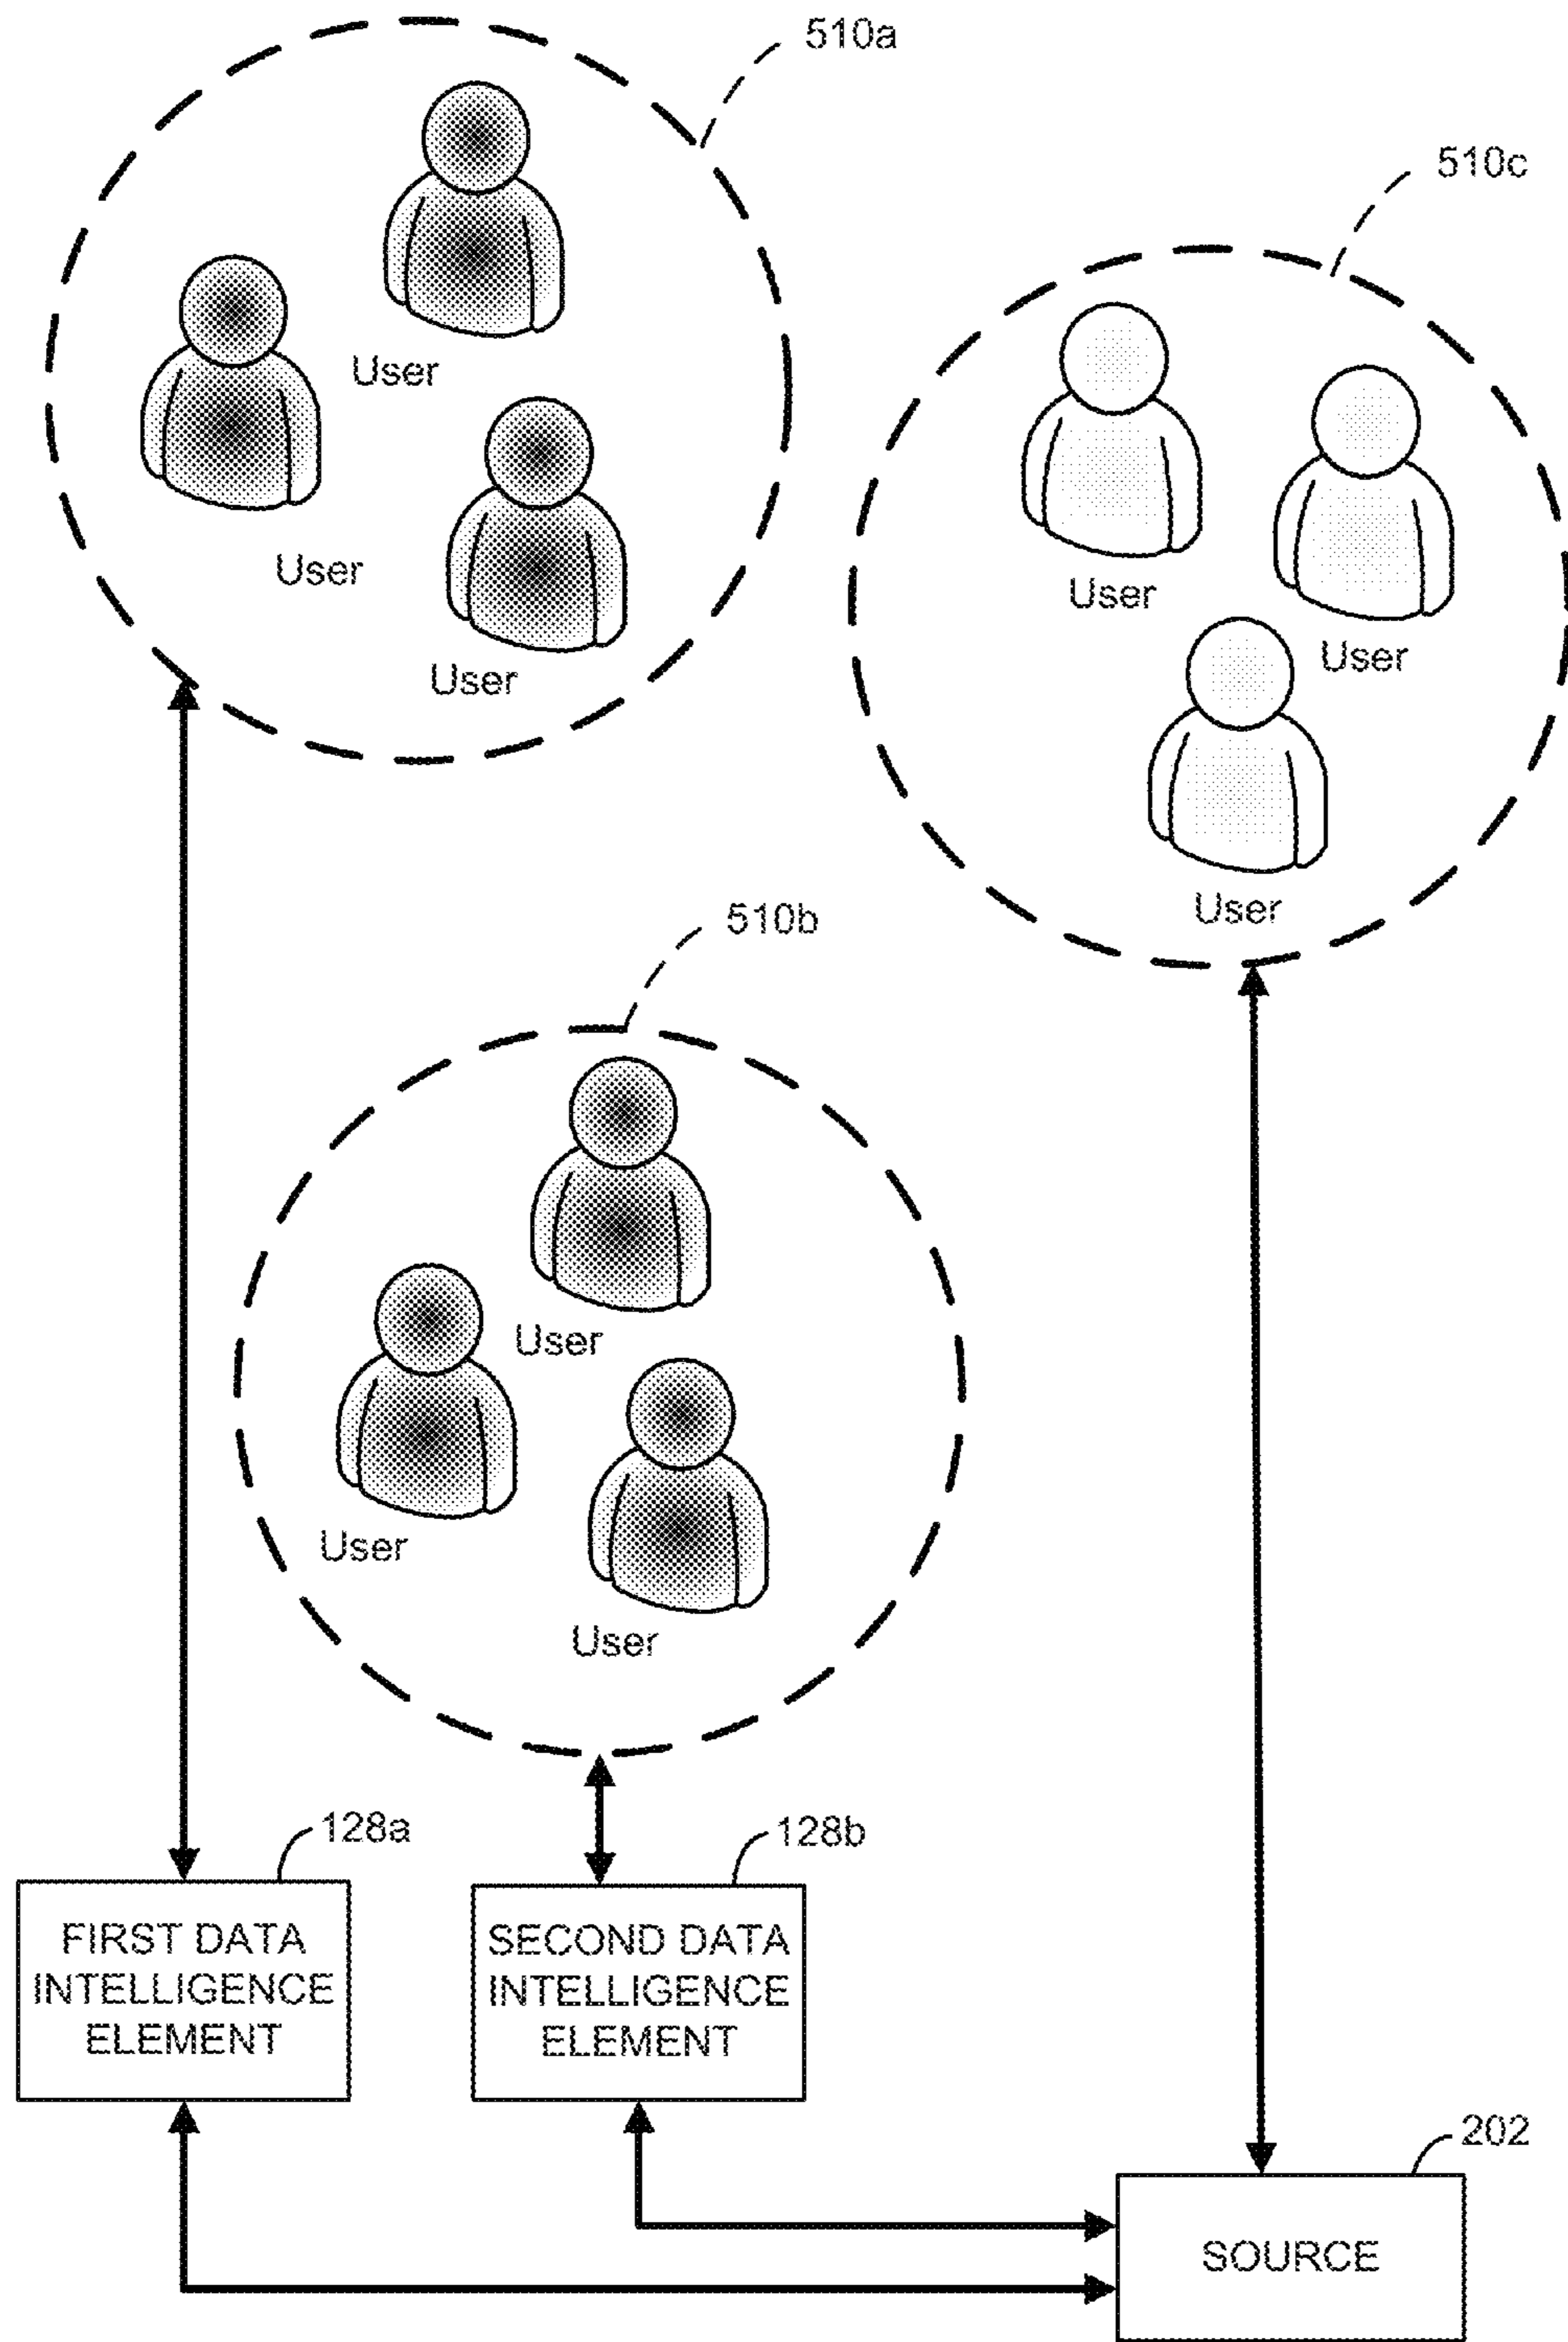 510a
510c
User
User
User
User
User
User
510b
User
User
User
128a
128b
FIRST DATA
INTELLIGENCE
ELEMENT
SECOND DATA
INTELLIGENCE
ELEMENT
202
SOURCE